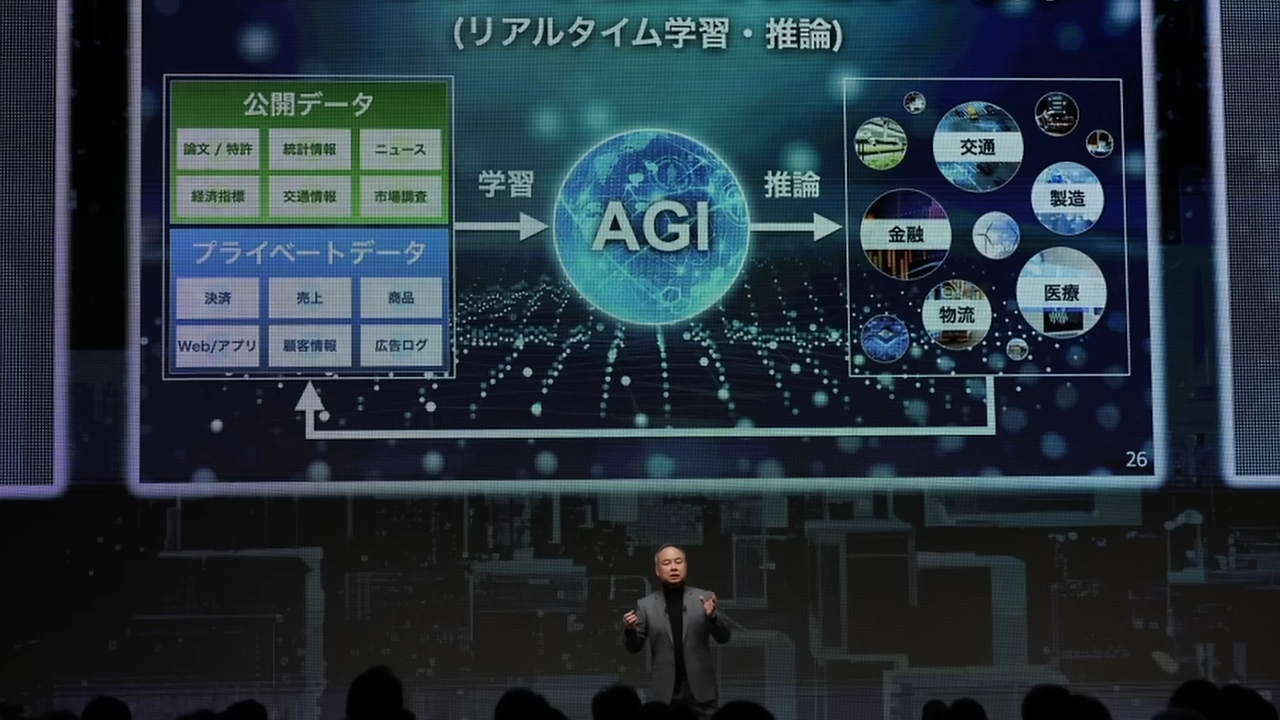 (リアルタイム学習・推論)
公開データ
論文 / 特許
統計情報
ニュース
経済指標
交通情報
市場調査
プライベートデータ
決済
売上
商品
Web/アプリ
顧客情報
広告ログ
学習
AGI
推論
交通
製造
金融
医療
物流
26